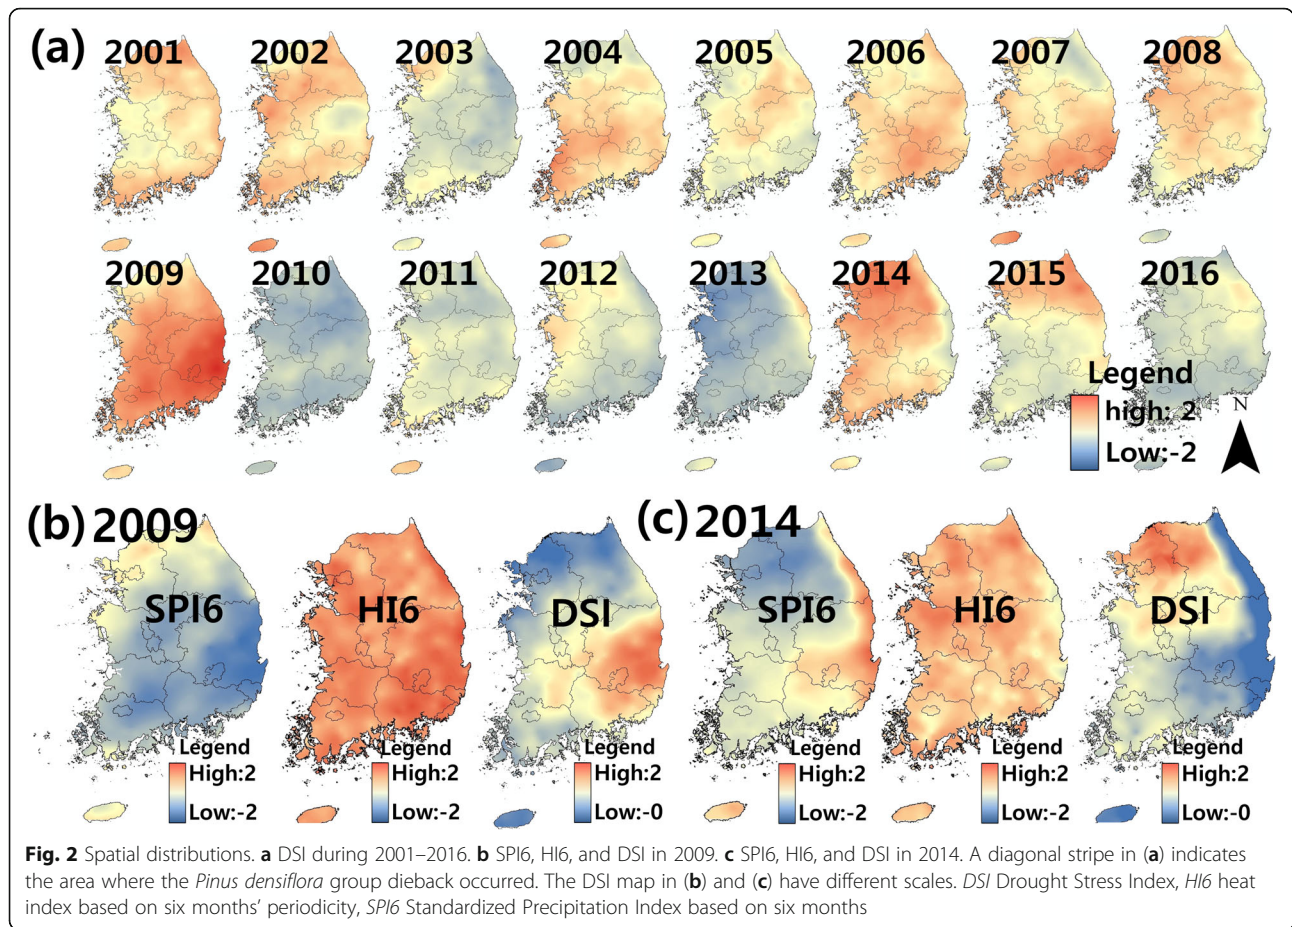 (a)
2001 2002 2003 2004 2005 2006 2007 2008
2009 2010 2011 2012 2013 2014 2015 2016
Legend
high: 2
Low:-2
N
(b) 2009
SPI6 HI6 DSI
Legend Legend Legend
High:2 High:2 High:2
Low:-2 Low:-2 Low:-0
(c) 2014
SPI6 HI6 DSI
Legend Legend Legend
High:2 High:2 High:2
Low:-2 Low:-2 Low:-0
Fig. 2 Spatial distributions. a DSI during 2001–2016. b SPI6, HI6, and DSI in 2009. c SPI6, HI6, and DSI in 2014. A diagonal stripe in (a) indicates
the area where the Pinus densiflora group dieback occurred. The DSI map in (b) and (c) have different scales. DSI Drought Stress Index, HI6 heat
index based on six months’ periodicity, SPI6 Standardized Precipitation Index based on six months